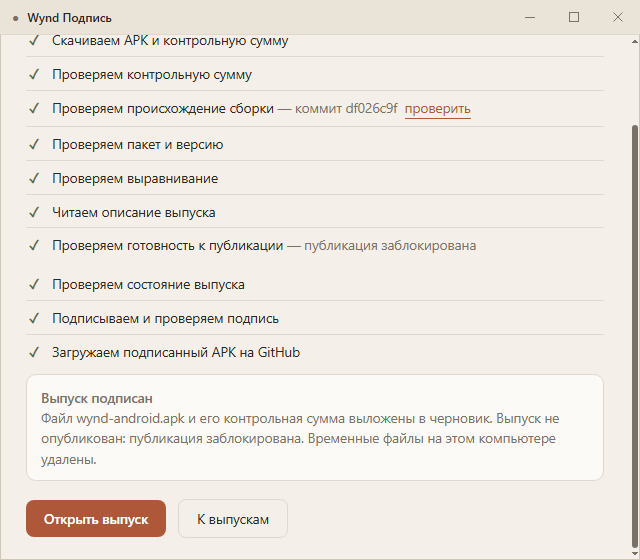 Wynd Подпись
Скачиваем APK и контрольную сумму
Проверяем контрольную сумму
Проверяем происхождение сборки — коммит df026c9f проверить
Проверяем пакет и версию
Проверяем выравнивание
Читаем описание выпуска
Проверяем готовность к публикации — публикация заблокирована
Проверяем состояние выпуска
Подписываем и проверяем подпись
Загружаем подписанный APK на GitHub
Выпуск подписан
Файл wynd-android.apk и его контрольная сумма выложены в черновик. Выпуск не
опубликован: публикация заблокирована. Временные файлы на этом компьютере
удалены.
Открыть выпуск
К выпускам